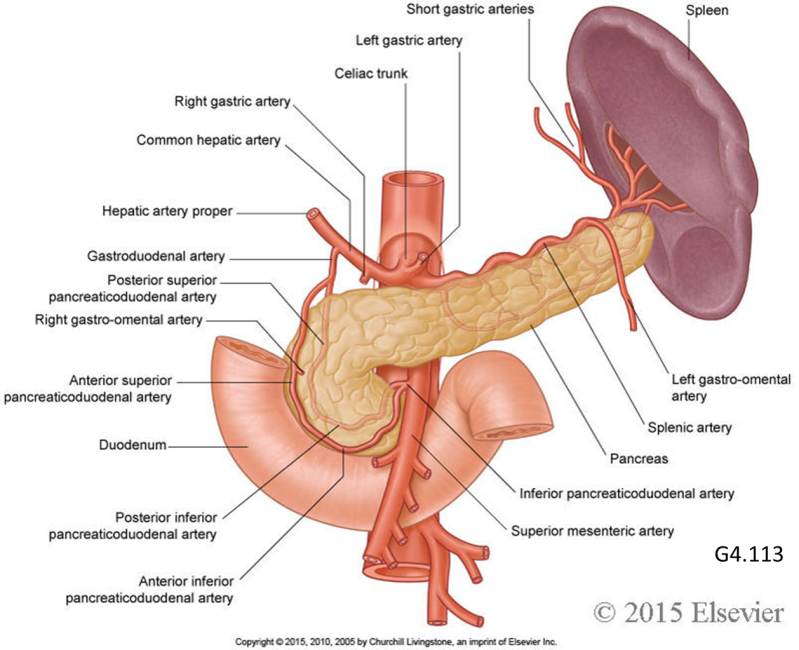 Short gastric arteries
Spleen
Left gastric artery
Celiac trunk
Right gastric artery
Common hepatic artery
Hepatic artery proper
Gastroduodenal artery
Posterior superior
pancreaticoduodenal artery
Right gastro-omental artery
Anterior superior
pancreaticoduodenal artery
Left gastro-omental
artery
Splenic artery
Duodenum
Pancreas
Inferior pancreaticoduodenal artery
Posterior inferior
pancreaticoduodenal artery
Superior mesenteric artery
G4.113
Anterior inferior
pancreaticoduodenal artery
© 2015 Elsevier
Copyright © 2015, 2010, 2005 by Churchill Livingstone, an imprint of Elsevier Inc.